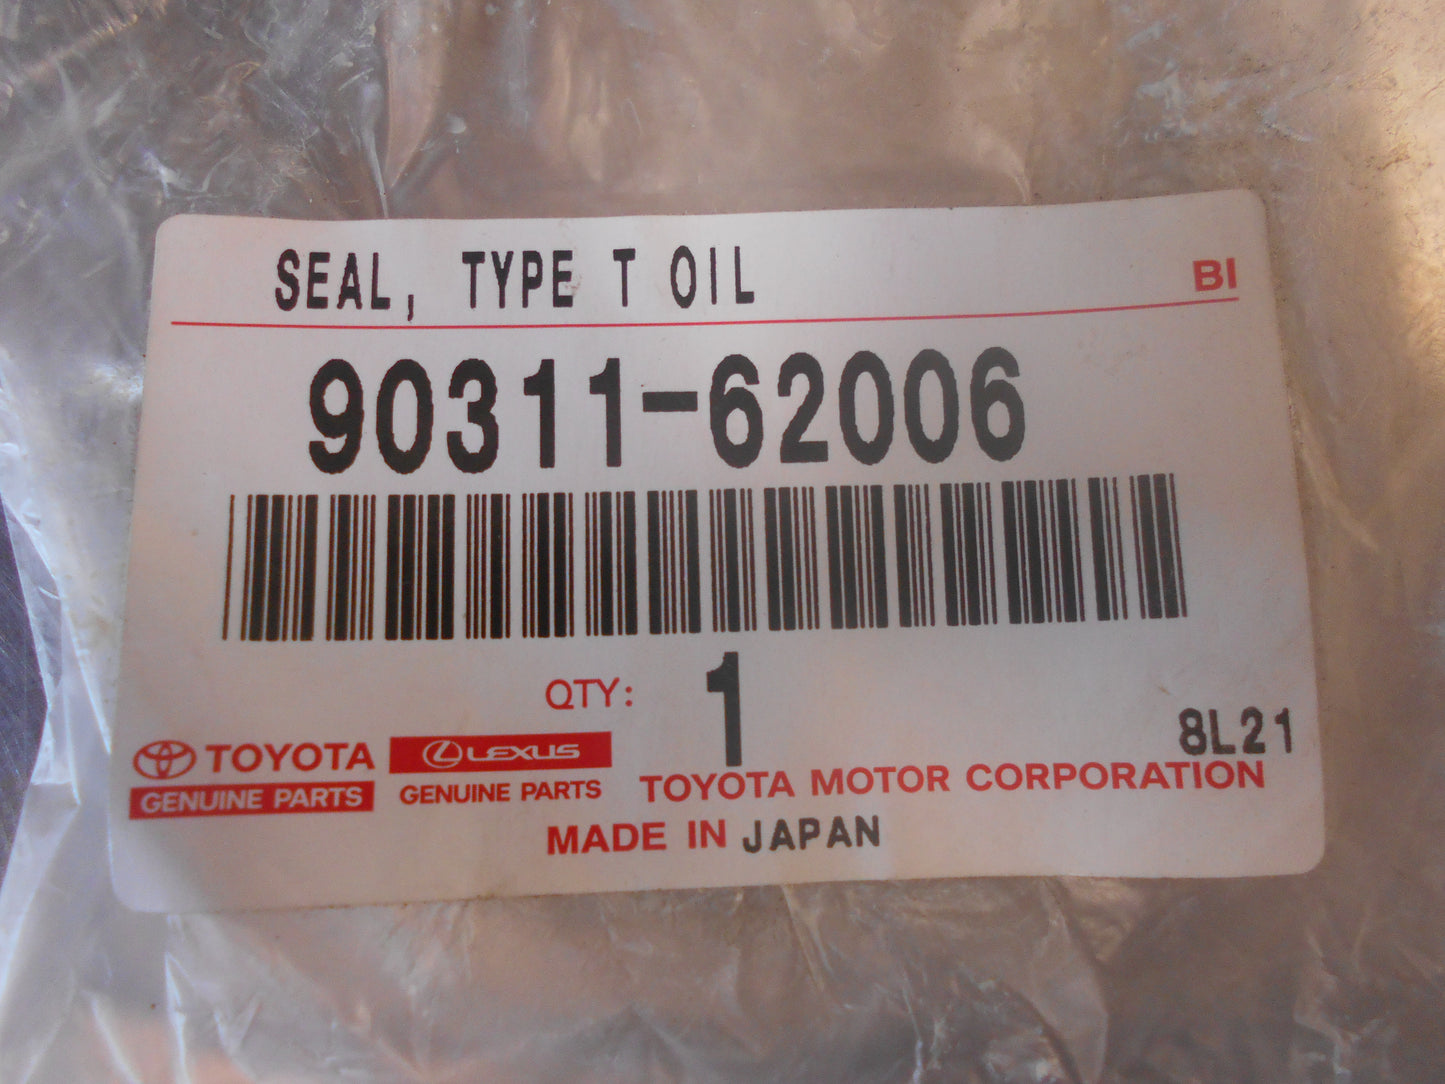 SEAL, TYPE T OIL
BI
90311-62006
QTY: 1
8L21
TOYOTA
GENUINE PARTS
LEXUS
GENUINE PARTS
TOYOTA MOTOR CORPORATION
MADE IN JAPAN